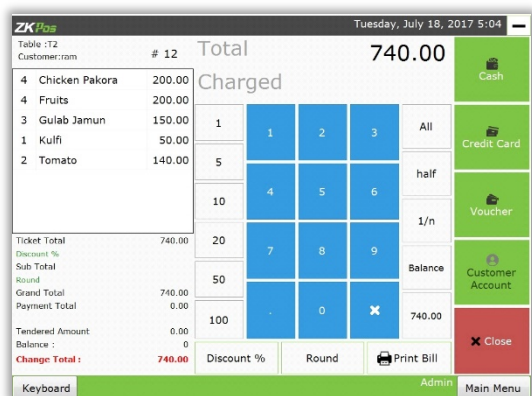 ZKPos
Tuesday, July 18, 2017 5:04
Table :T2
Customer:ram
# 12
Total
740.00
Charged
4 Chicken Pakora 200.00
4 Fruits 200.00
3 Gulab Jamun 150.00
1 Kulfi 50.00
2 Tomato 140.00
Ticket Total 740.00
Discount %
Sub Total
Round
Grand Total 740.00
Payment Total 0.00
Tendered Amount 0.00
Balance : 0
Change Total : 740.00
1
5
10
20
50
100
1 2 3
4 5 6
7 8 9
. 0
All
half
1/n
Balance
740.00
Discount %
Round
Print Bill
Cash
Credit Card
Voucher
Customer
Account
Close
Keyboard
Admin
Main Menu